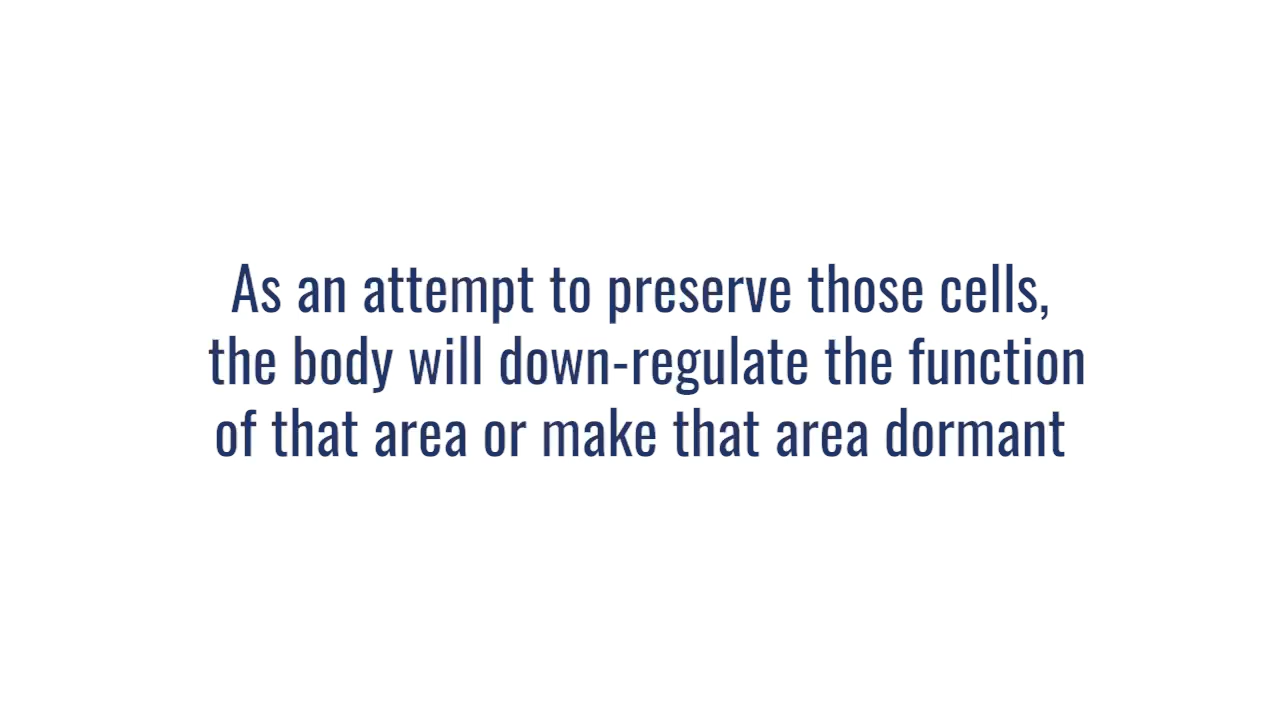 As an attempt to preserve those cells,
the body will down-regulate the function
of that area or make that area dormant